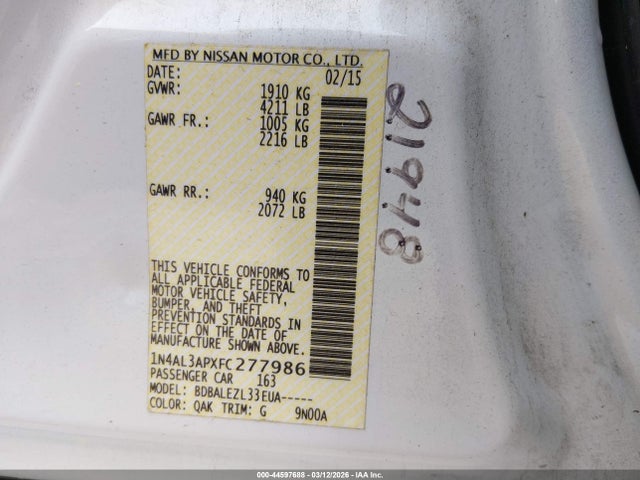 MFD BY NISSAN MOTOR CO., LTD.
DATE: 02/15
GVWR: 1910 KG
4211 LB
GAWR FR.: 1005 KG
2216 LB
GAWR RR.: 940 KG
2072 LB
THIS VEHICLE CONFORMS TO
ALL APPLICABLE FEDERAL
MOTOR VEHICLE SAFETY,
BUMPER, AND THEFT
PREVENTION STANDARDS IN
EFFECT ON THE DATE OF
MANUFACTURE SHOWN ABOVE.
1N4AL3APXFC277986
PASSENGER CAR 163
MODEL: BDBALEZL33EUA-----
COLOR: QAK TRIM: G 9N00A
21948
000-44597688 - 03/12/2026 - IAA Inc.